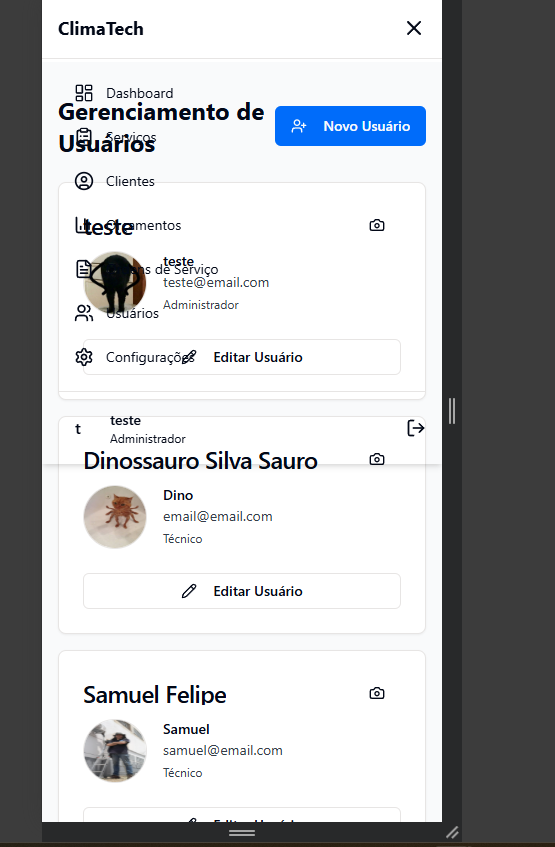 ClimaTech
Dashboard
Gerenciamento de
Usuários
Novo Usuário
Serviços
Clientes
Orçamentos
teste
teste
de Serviço
teste@email.com
Administrador
Usuários
Configurações
Editar Usuário
t
teste
Administrador
Dinossauro Silva Sauro
Dino
email@email.com
Técnico
Editar Usuário
Samuel Felipe
Samuel
samuel@email.com
Técnico
Editar Usuário